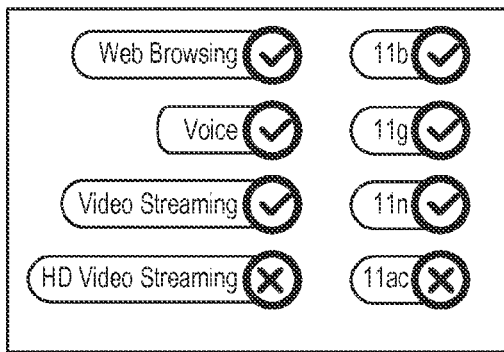 Web Browsing 11b
Voice 11g
Video Streaming 11n
HD Video Streaming 11ac